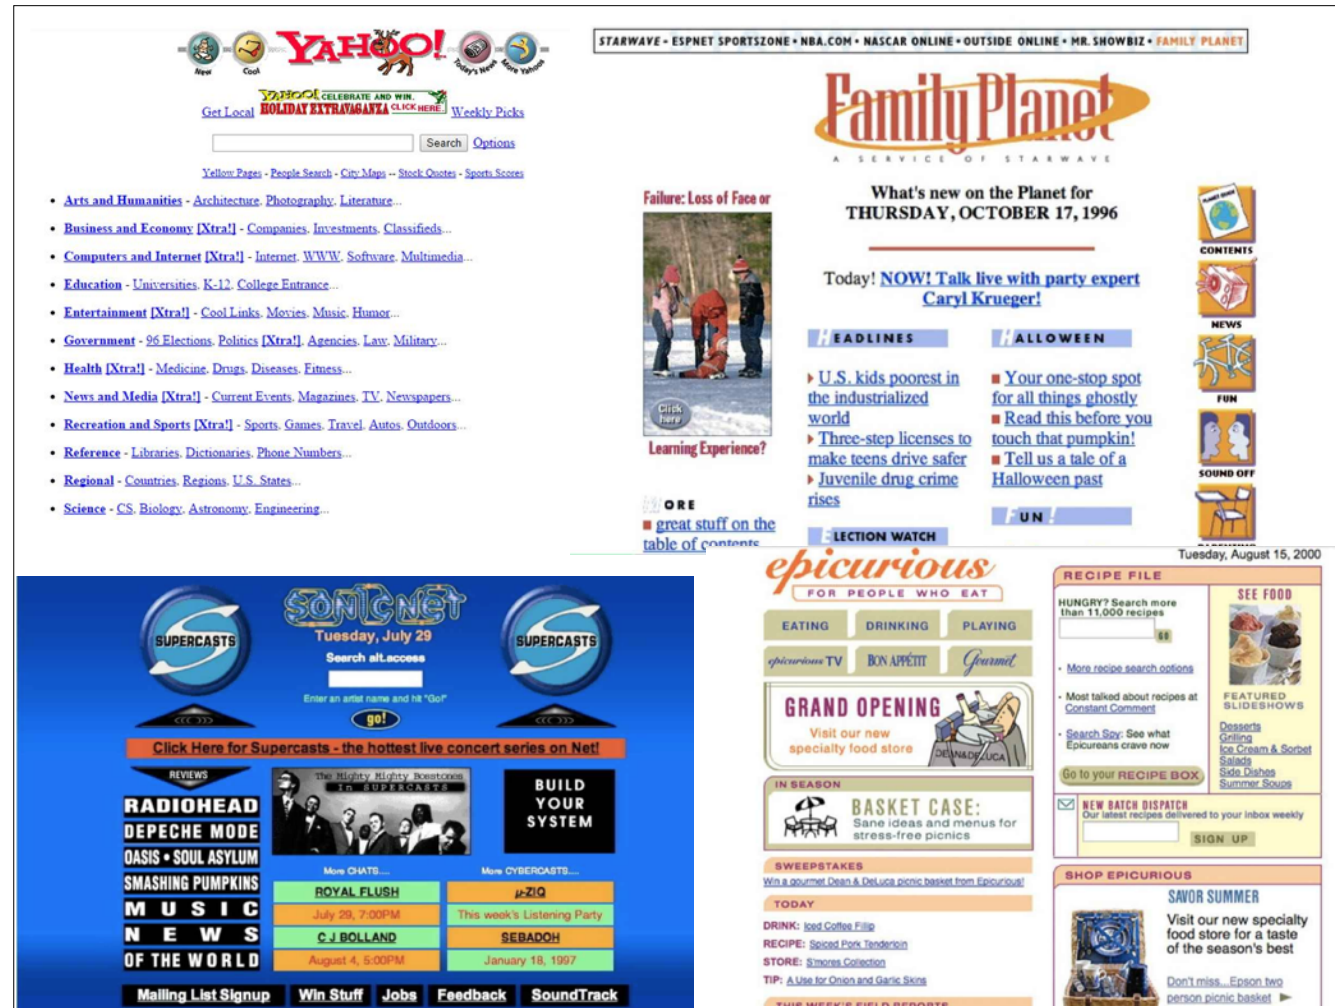 YAHOO!
New
Cool
Today's News
More Yahoos
Get Local
YAHOO! CELEBRATE AND WIN.
HOLIDAY EXTRAVAGANZA CLICK HERE.
Weekly Picks
Search Options
Yellow Pages - People Search - City Maps -- Stock Quotes - Sports Scores
• Arts and Humanities - Architecture, Photography, Literature...
• Business and Economy [Xtra!] - Companies, Investments, Classifieds...
• Computers and Internet [Xtra!] - Internet, WWW, Software, Multimedia...
• Education - Universities, K-12, College Entrance...
• Entertainment [Xtra!] - Cool Links, Movies, Music, Humor...
• Government - 96 Elections, Politics [Xtra!], Agencies, Law, Military...
• Health [Xtra!] - Medicine, Drugs, Diseases, Fitness...
• News and Media [Xtra!] - Current Events, Magazines, TV, Newspapers...
• Recreation and Sports [Xtra!] - Sports, Games, Travel, Autos, Outdoors...
• Reference - Libraries, Dictionaries, Phone Numbers...
• Regional - Countries, Regions, U.S. States...
• Science - CS, Biology, Astronomy, Engineering...
STARWAVE - ESPNET SPORTSZONE • NBA.COM • NASCAR ONLINE • OUTSIDE ONLINE • MR. SHOWBIZ • FAMILY PLANET
Family Planet
A SERVICE OF STARWAVE
Failure: Loss of Face or
Click
here
Learning Experience?
MORE
great stuff on the
table of contents
What's new on the Planet for
THURSDAY, OCTOBER 17, 1996
Today! NOW! Talk live with party expert
Caryl Krueger!
HEADLINES
U.S. kids poorest in
the industrialized
world
Three-step licenses to
make teens drive safer
Juvenile drug crime
rises
ELECTION WATCH
HALLOWEEN
Your one-stop spot
for all things ghostly
Read this before you
touch that pumpkin!
Tell us a tale of a
Halloween past
FUN!
PLANET GUIDE
CONTENTS
NEWS
FUN
SOUND OFF
PARENTING
SUPERCASTS
SONICNET
Tuesday, July 29
Search alt.access
Enter an artist name and hit "Go!"
go!
SUPERCASTS
Click Here for Supercasts - the hottest live concert series on Net!
REVIEWS
RADIOHEAD
DEPECHE MODE
OASIS • SOUL ASYLUM
SMASHING PUMPKINS
MUSIC
NEWS
OF THE WORLD
The Mighty Mighty Bosstones
In SUPERCASTS
BUILD
YOUR
SYSTEM
More CHATS....
ROYAL FLUSH
July 29, 7:00PM
C J BOLLAND
August 4, 5:00PM
More CYBERCASTS....
µ-ZIQ
This week's Listening Party
SEBADOH
January 18, 1997
Mailing List Signup Win Stuff Jobs Feedback SoundTrack
epicurious
FOR PEOPLE WHO EAT
Tuesday, August 15, 2000
EATING DRINKING PLAYING
epicurious TV BON APPÉTIT Gourmet
GRAND OPENING
Visit our new
specialty food store
DEAN&DELUCA
IN SEASON
BASKET CASE:
Sane ideas and menus for
stress-free picnics
SWEEPSTAKES
Win a gourmet Dean & DeLuca picnic basket from Epicurious!
TODAY
DRINK: Iced Coffee Fillip
RECIPE: Spiced Pork Tenderloin
STORE: S'mores Collection
TIP: A Use for Onion and Garlic Skins
THIS WEEK'S FIELD REPORTS
RECIPE FILE
HUNGRY? Search more
than 11,000 recipes
GO
• More recipe search options
• Most talked about recipes at
Constant Comment
• Search Spy: See what
Epicureans crave now
Go to your RECIPE BOX
SEE FOOD
FEATURED
SLIDESHOWS
Desserts
Grilling
Ice Cream & Sorbet
Salads
Side Dishes
Summer Soups
NEW BATCH DISPATCH
Our latest recipes delivered to your inbox weekly
SIGN UP
SHOP EPICURIOUS
SAVOR SUMMER
Visit our new specialty
food store for a taste
of the season's best
Don't miss...Epson two
person picnic basket